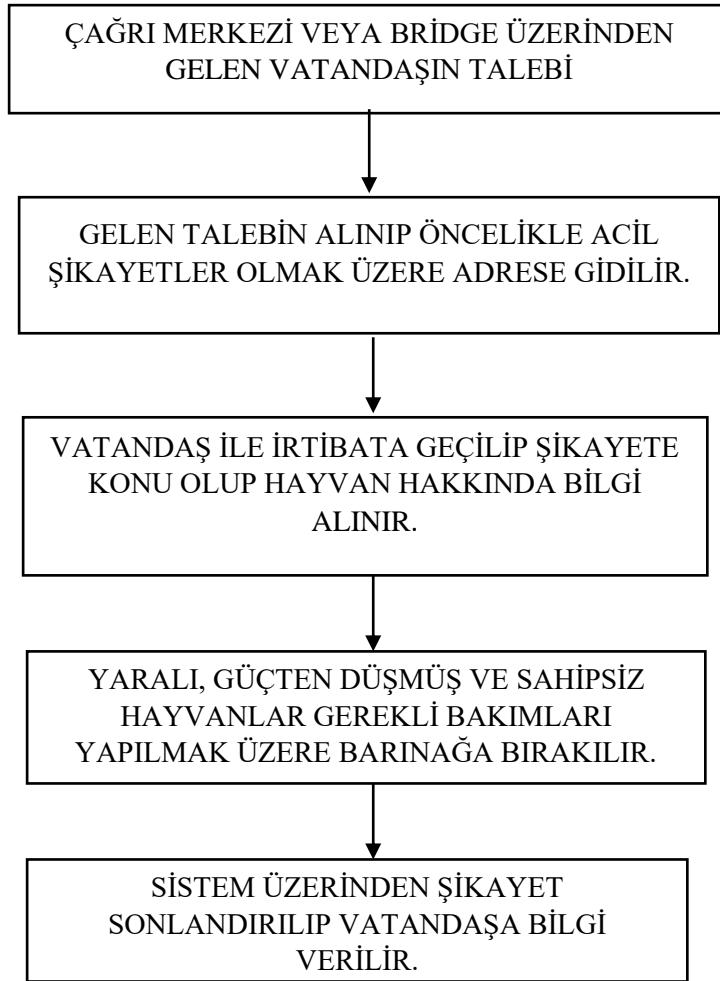 ÇAĞRI MERKEZİ VEYA BRIDGE ÜZERİNDEN
GELEN VATANDAŞIN TALEBİ
GELEN TALEBİN ALINIP ÖNCELİKLE ACİL
ŞİKAYETLER OLMAK ÜZERE ADRESE GİDİLİR.
VATANDAŞ İLE İRTİBATA GEÇİLİP ŞİKAYETE
KONU OLUP HAYVAN HAKKINDA BİLGİ
ALINIR.
YARALI, GÜÇTEN DÜŞMÜŞ VE SAHİPSİZ
HAYVANLAR GEREKLİ BAKIMLARI
YAPILMAK ÜZERE BARINAĞA BIRAKILIR.
SİSTEM ÜZERİNDEN ŞİKAYET
SONLANDIRILIP VATANDAŞA BİLGİ
VERİLİR.